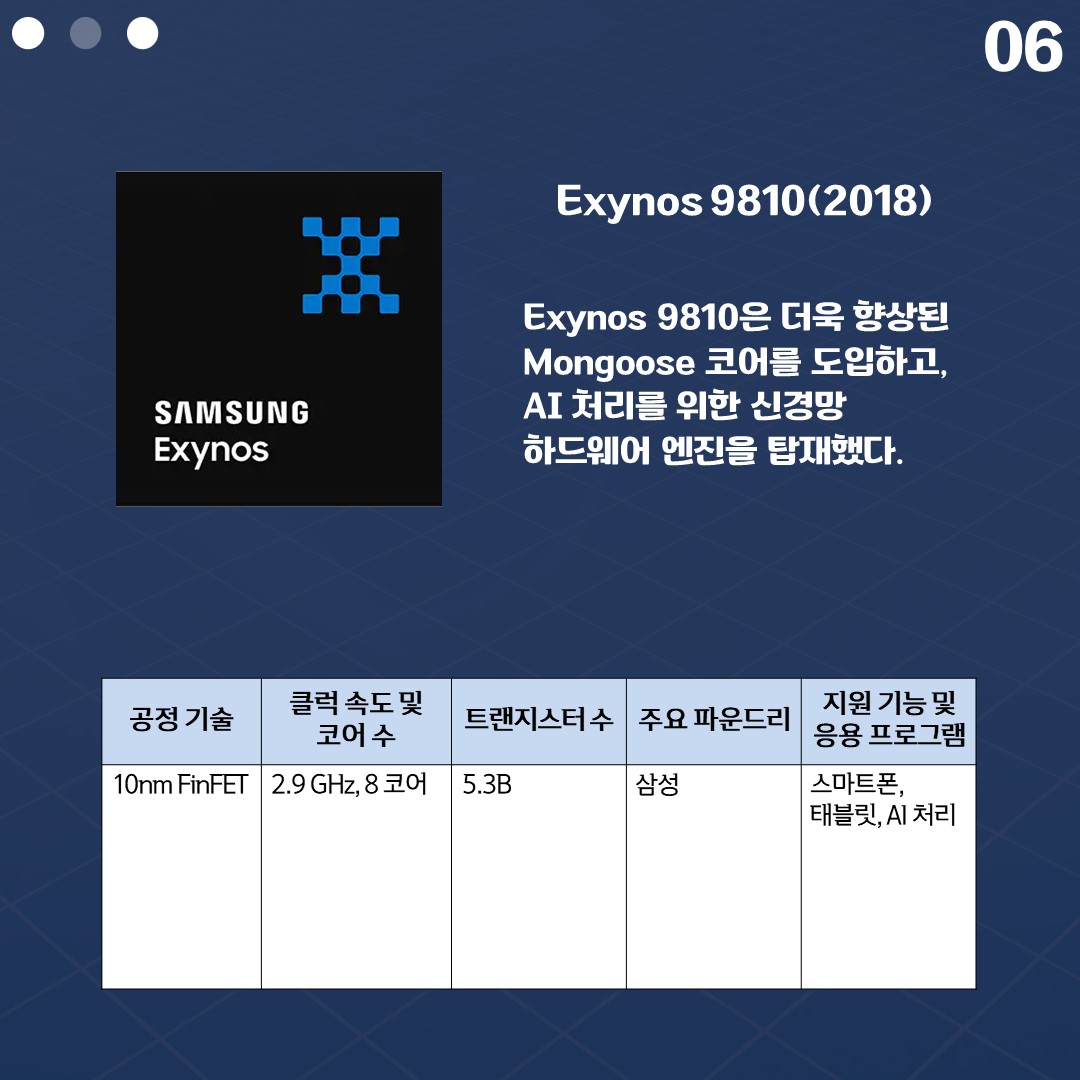 06
SAMSUNG
Exynos
Exynos 9810(2018)
Exynos 9810은 더욱 향상된
Mongoose 코어를 도입하고,
AI 처리를 위한 신경망
하드웨어 엔진을 탑재했다.
공정 기술
클럭 속도 및
코어 수
트랜지스터 수
주요 파운드리
지원 기능 및
응용 프로그램
10nm FinFET
2.9 GHz, 8 코어
5.3B
삼성
스마트폰,
태블릿, AI 처리